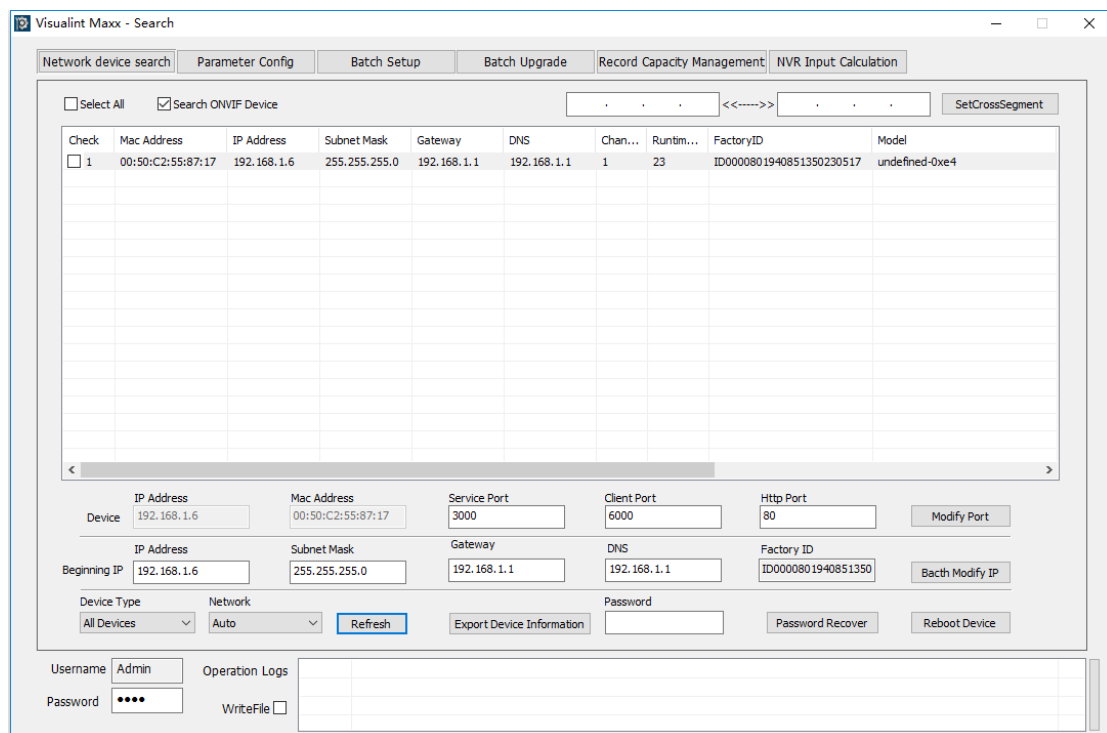 Visualint Maxx - Search
Network device search Parameter Config Batch Setup Batch Upgrade Record Capacity Management NVR Input Calculation
Select All Search ONVIF Device . . . <<----->> . . . SetCrossSegment
Check Mac Address IP Address Subnet Mask Gateway DNS Chan... Runtim... FactoryID Model
1 00:50:C2:55:87:17 192.168.1.6 255.255.255.0 192.168.1.1 192.168.1.1 1 23 ID0000801940851350230517 undefined-0xe4
IP Address Mac Address Service Port Client Port Http Port
Device 192.168.1.6 00:50:C2:55:87:17 3000 6000 80 Modify Port
IP Address Subnet Mask Gateway DNS Factory ID
Beginning IP 192.168.1.6 255.255.255.0 192.168.1.1 192.168.1.1 ID0000801940851350 Bacth Modify IP
Device Type Network Password
All Devices Auto Refresh Export Device Information Password Recover Reboot Device
Username Admin Operation Logs
Password •••• WriteFile